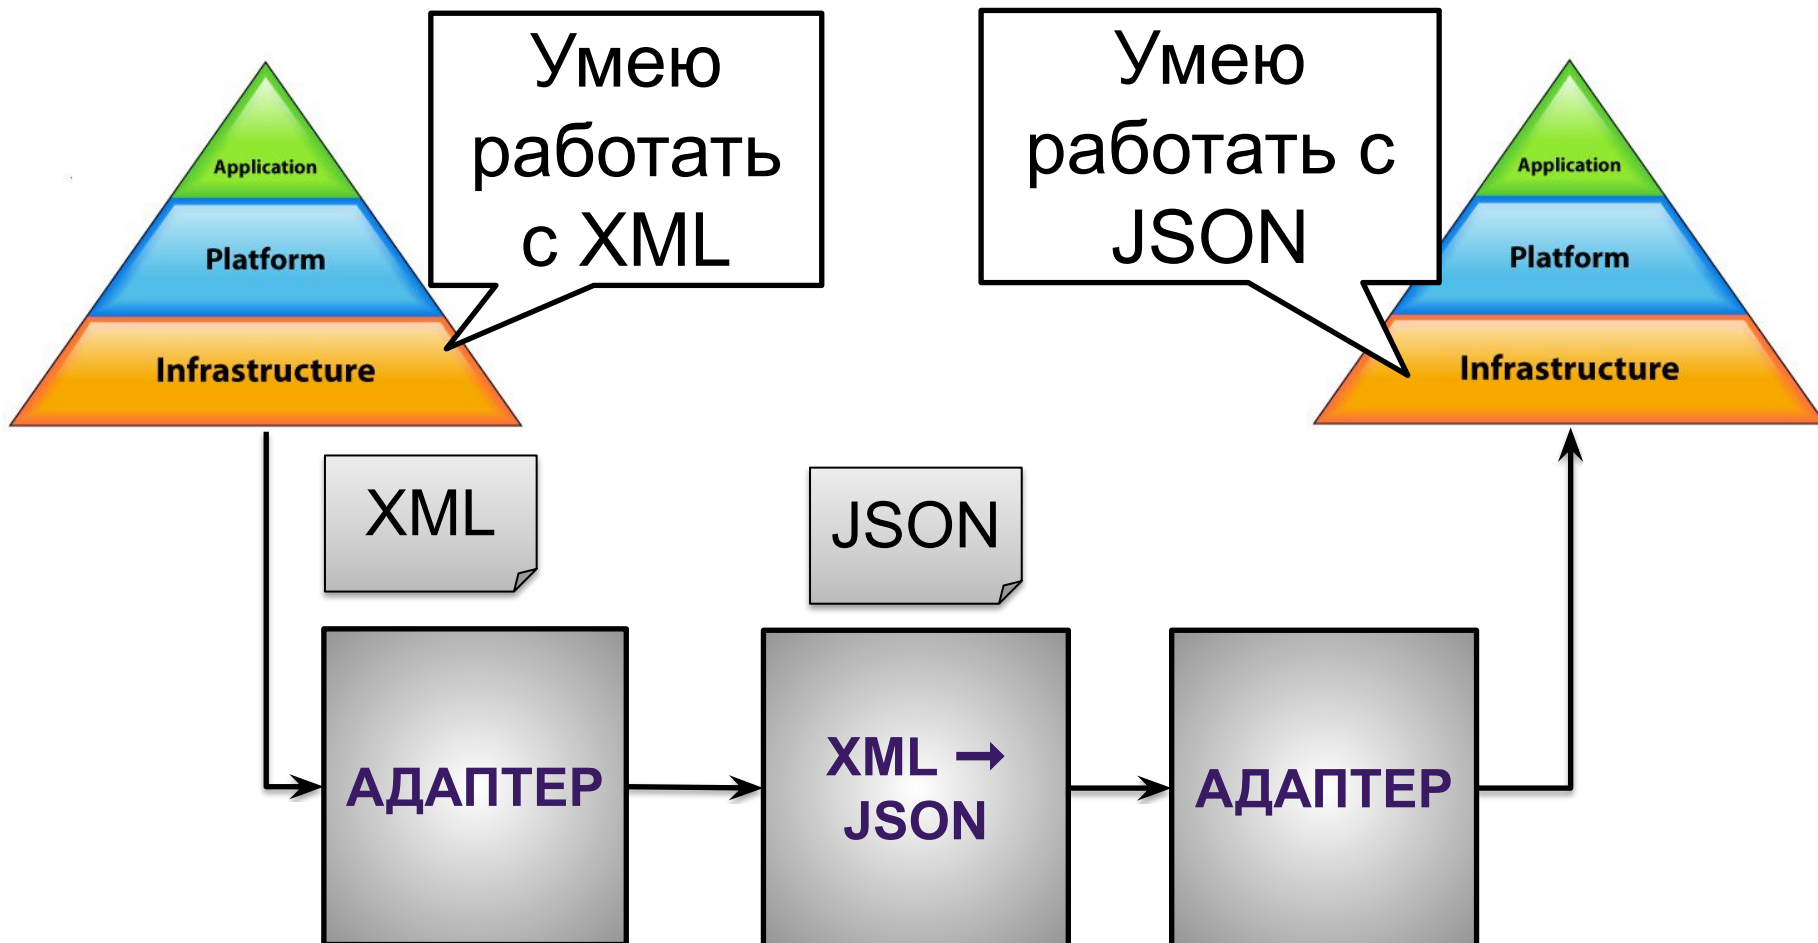 Умею
работать
с XML
Умею
работать с
JSON
Application
Platform
Infrastructure
Application
Platform
Infrastructure
XML
JSON
АДАПТЕР
XML →
JSON
АДАПТЕР